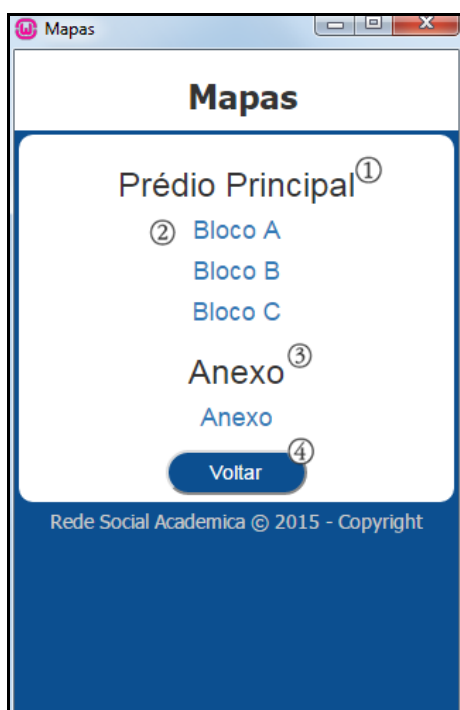 Mapas
Mapas
Prédio Principal①
② Bloco A
Bloco B
Bloco C
Anexo③
Anexo
④
Voltar
Rede Social Academica © 2015 - Copyright